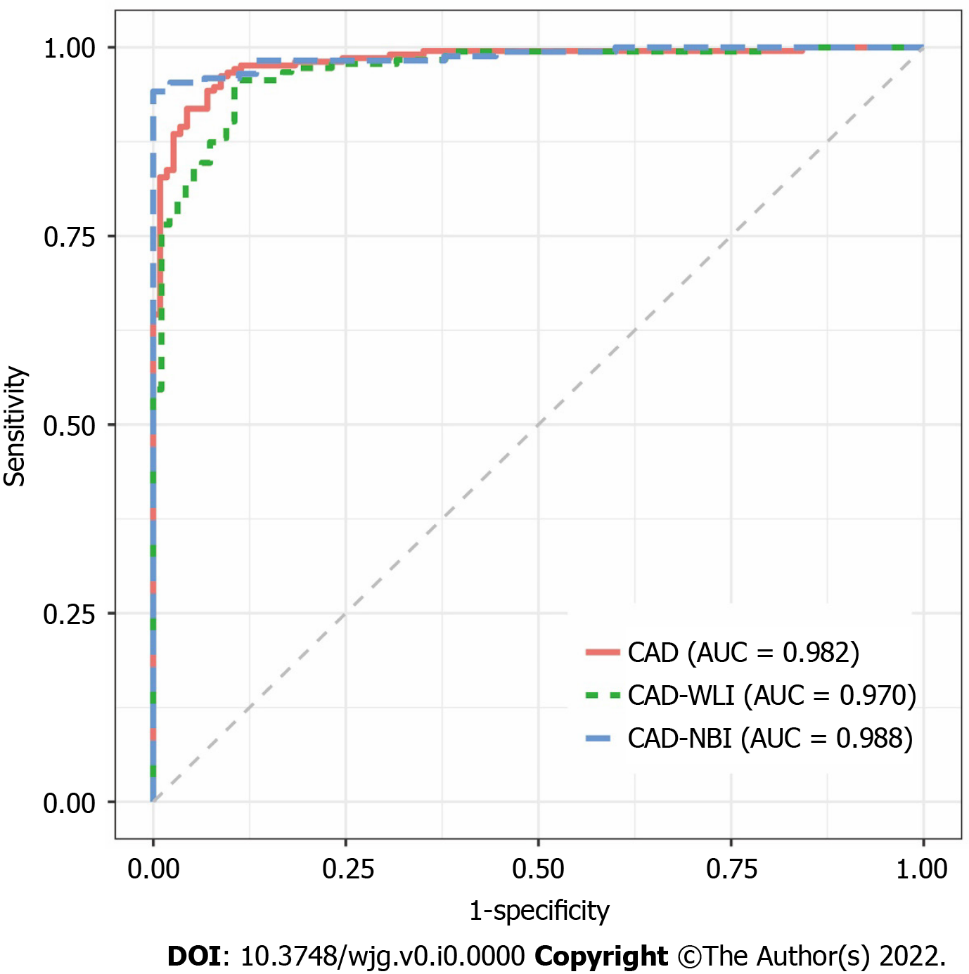 1.00
0.75
0.50
0.25
0.00
Sensitivity
CAD (AUC = 0.982)
CAD-WLI (AUC = 0.970)
CAD-NBI (AUC = 0.988)
0.00 0.25 0.50 0.75 1.00
1-specificity
DOI: 10.3748/wjg.v0.i0.0000 Copyright ©The Author(s) 2022.